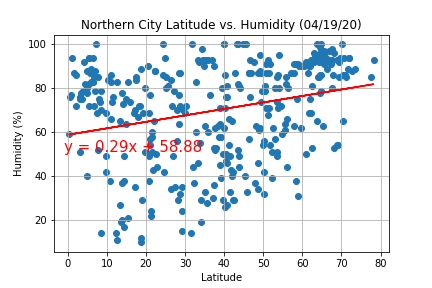 Northern City Latitude vs. Humidity (04/19/20)
100
80
60
40
20
Humidity (%)
y = 0.29x + 58.88
0 10 20 30 40 50 60 70 80
Latitude